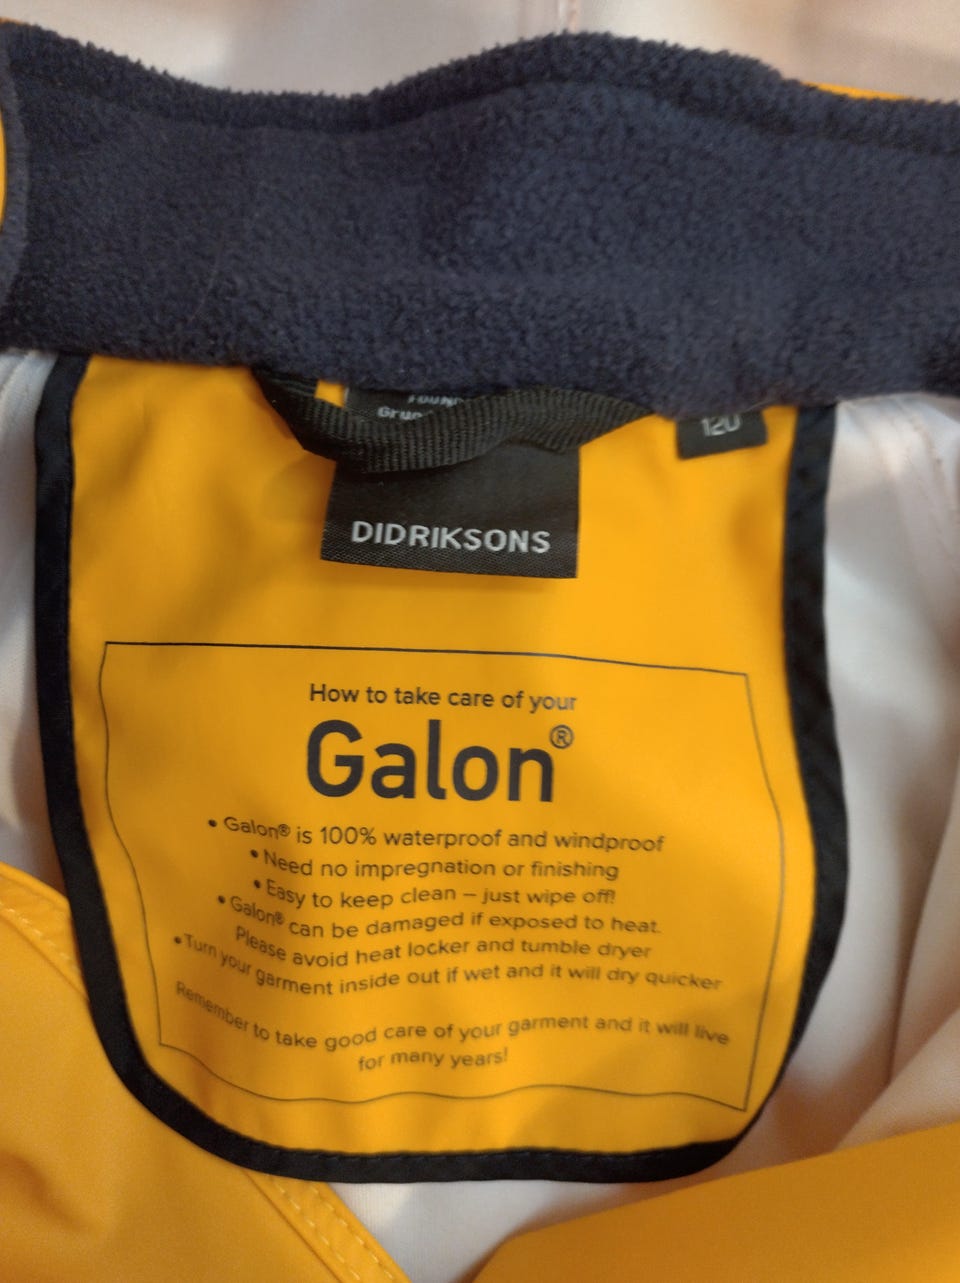 120
DIDRIKSONS
How to take care of your
Galon®
• Galon® is 100% waterproof and windproof
• Need no impregnation or finishing
• Easy to keep clean – just wipe off!
• Galon® can be damaged if exposed to heat.
Please avoid heat locker and tumble dryer
• Turn your garment inside out if wet and it will dry quicker
Remember to take good care of your garment and it will live
for many years!